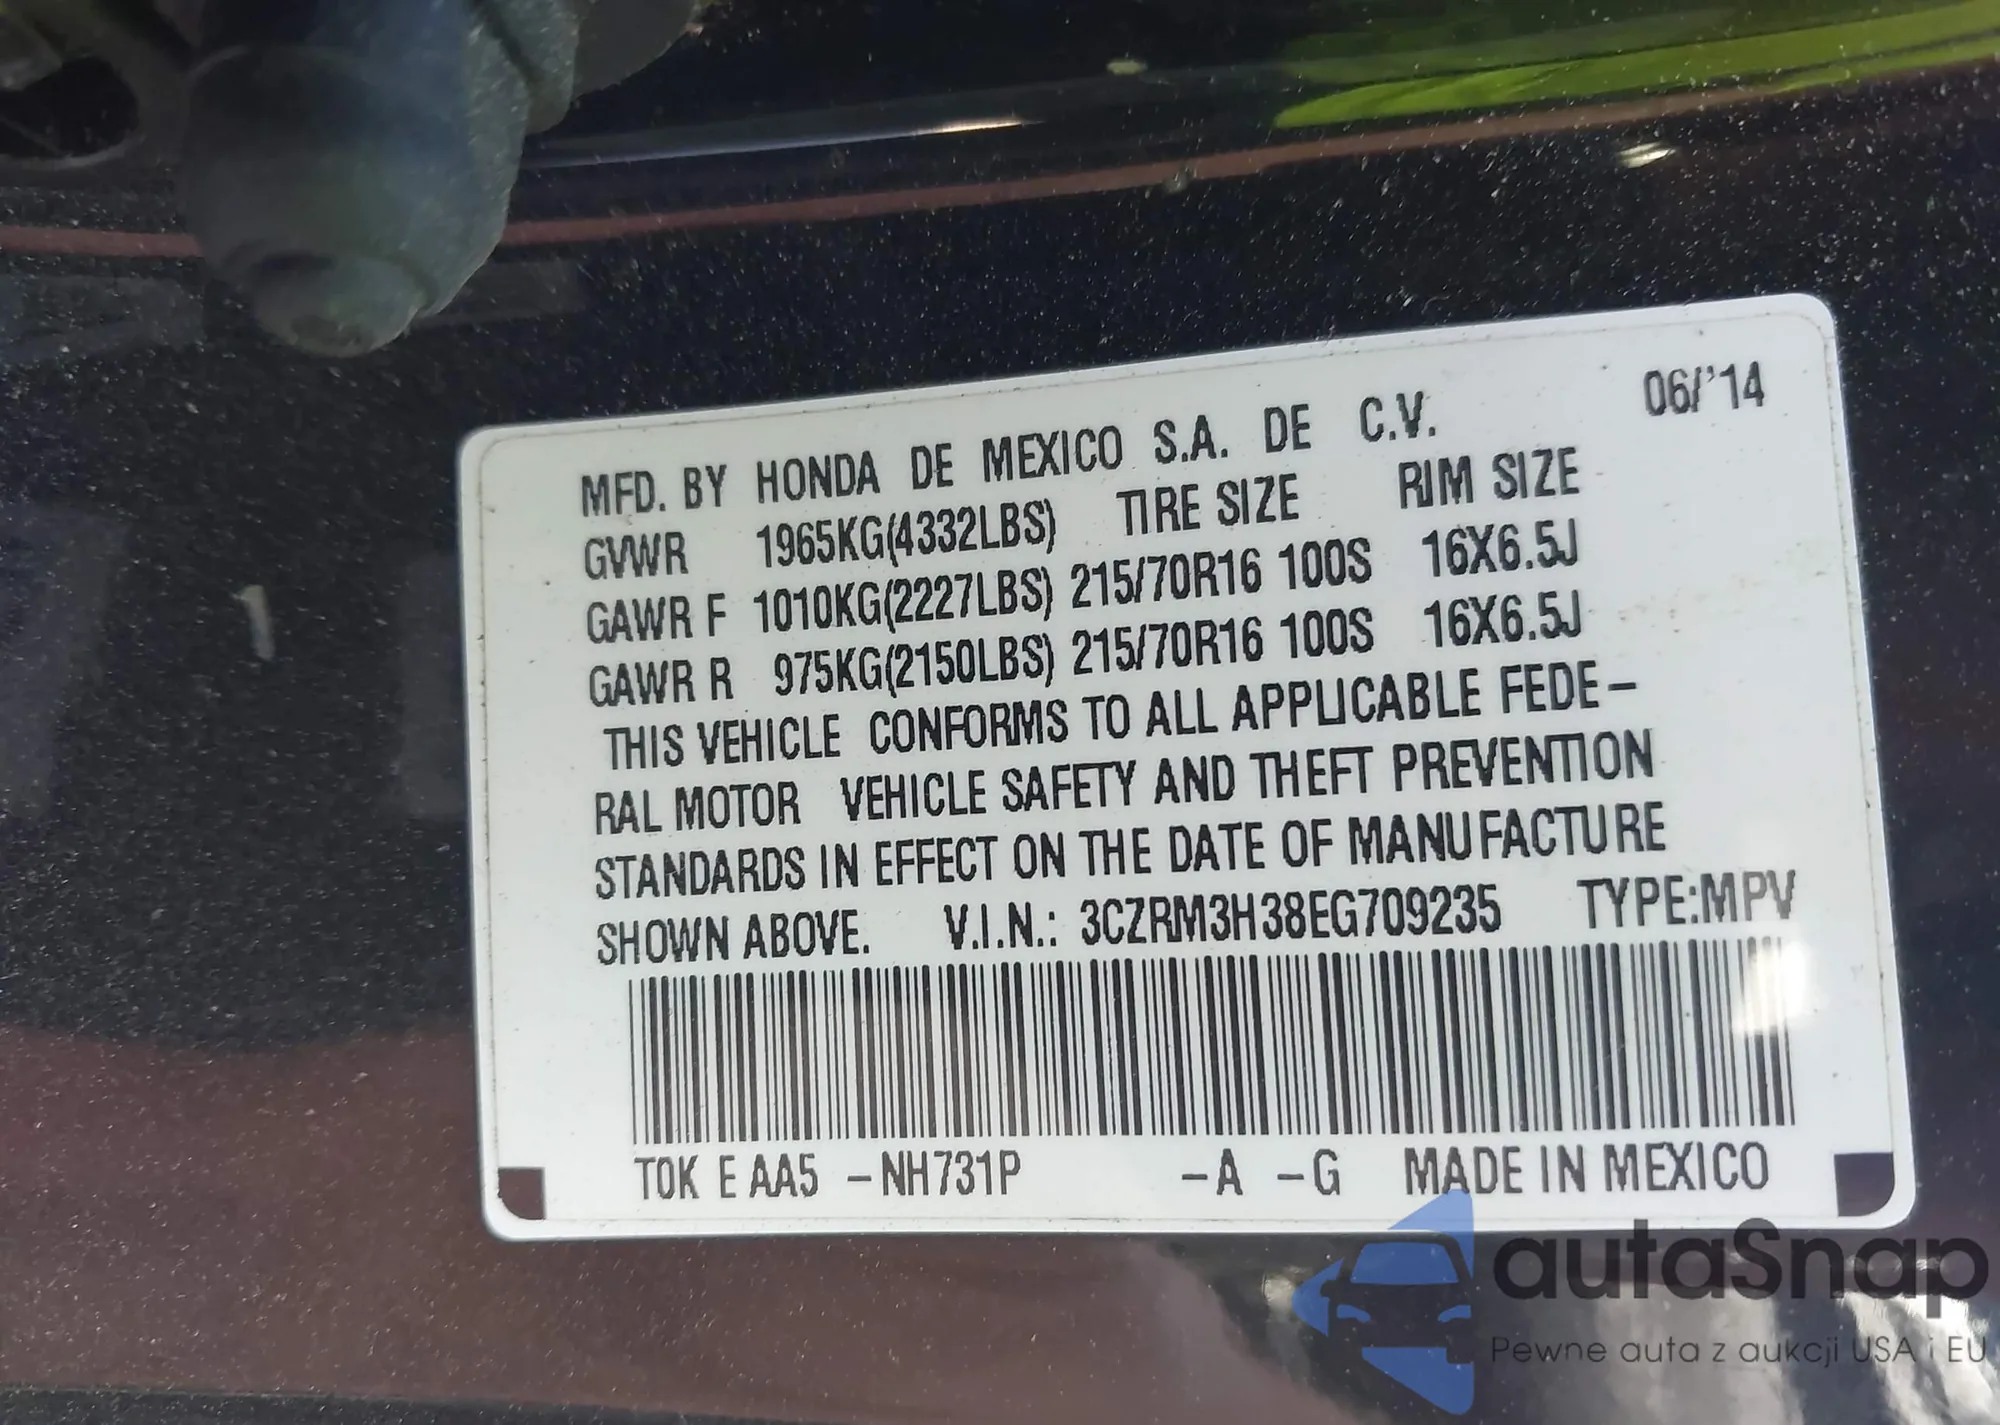 06/'14
MFD. BY HONDA DE MEXICO S.A. DE C.V.
GVWR 1965KG(4332LBS) TIRE SIZE RIM SIZE
GAWR F 1010KG(2227LBS) 215/70R16 100S 16X6.5J
GAWR R 975KG(2150LBS) 215/70R16 100S 16X6.5J
THIS VEHICLE CONFORMS TO ALL APPLICABLE FEDE-
RAL MOTOR VEHICLE SAFETY AND THEFT PREVENTION
STANDARDS IN EFFECT ON THE DATE OF MANUFACTURE
SHOWN ABOVE. V.I.N.: 3CZRM3H38EG709235 TYPE:MPV
T0K E AA5 -NH731P -A -G MADE IN MEXICO
autaSnap
Pewne auta z aukcji USA i EU